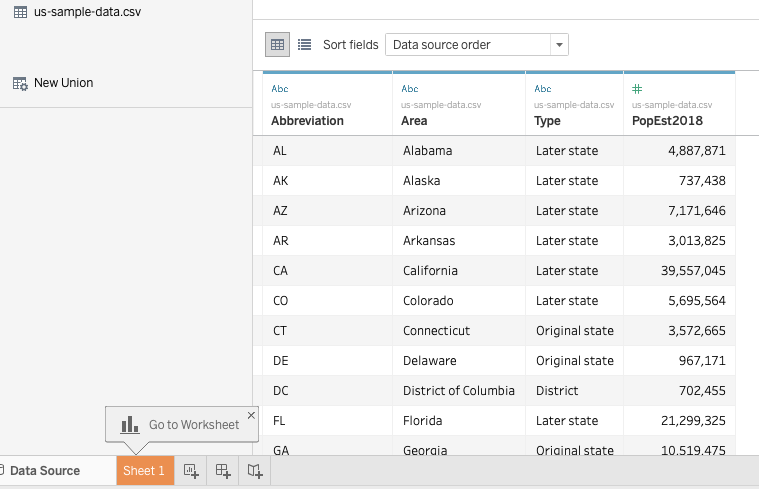 us-sample-data.csv
New Union
Sort fields Data source order
Abc Abc Abc #
us-sample-data.csv us-sample-data.csv us-sample-data.csv us-sample-data.csv
Abbreviation Area Type PopEst2018
AL Alabama Later state 4,887,871
AK Alaska Later state 737,438
AZ Arizona Later state 7,171,646
AR Arkansas Later state 3,013,825
CA California Later state 39,557,045
CO Colorado Later state 5,695,564
CT Connecticut Original state 3,572,665
DE Delaware Original state 967,171
DC District of Columbia District 702,455
FL Florida Later state 21,299,325
GA Georgia Original state 10,519,475
Go to Worksheet
Data Source Sheet 1